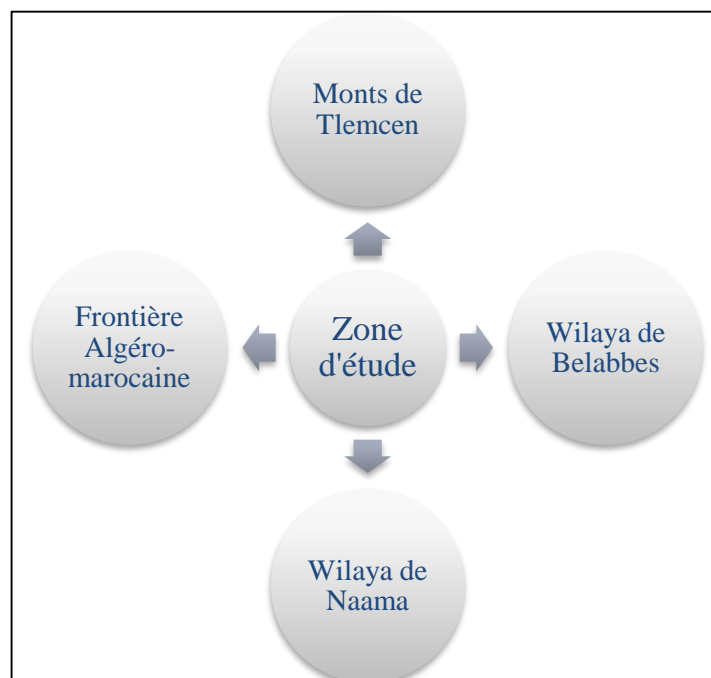 Monts de
Tlemcen
Frontière
Algéro-
marocaine
Zone
d'étude
Wilaya de
Belabbes
Wilaya de
Naama